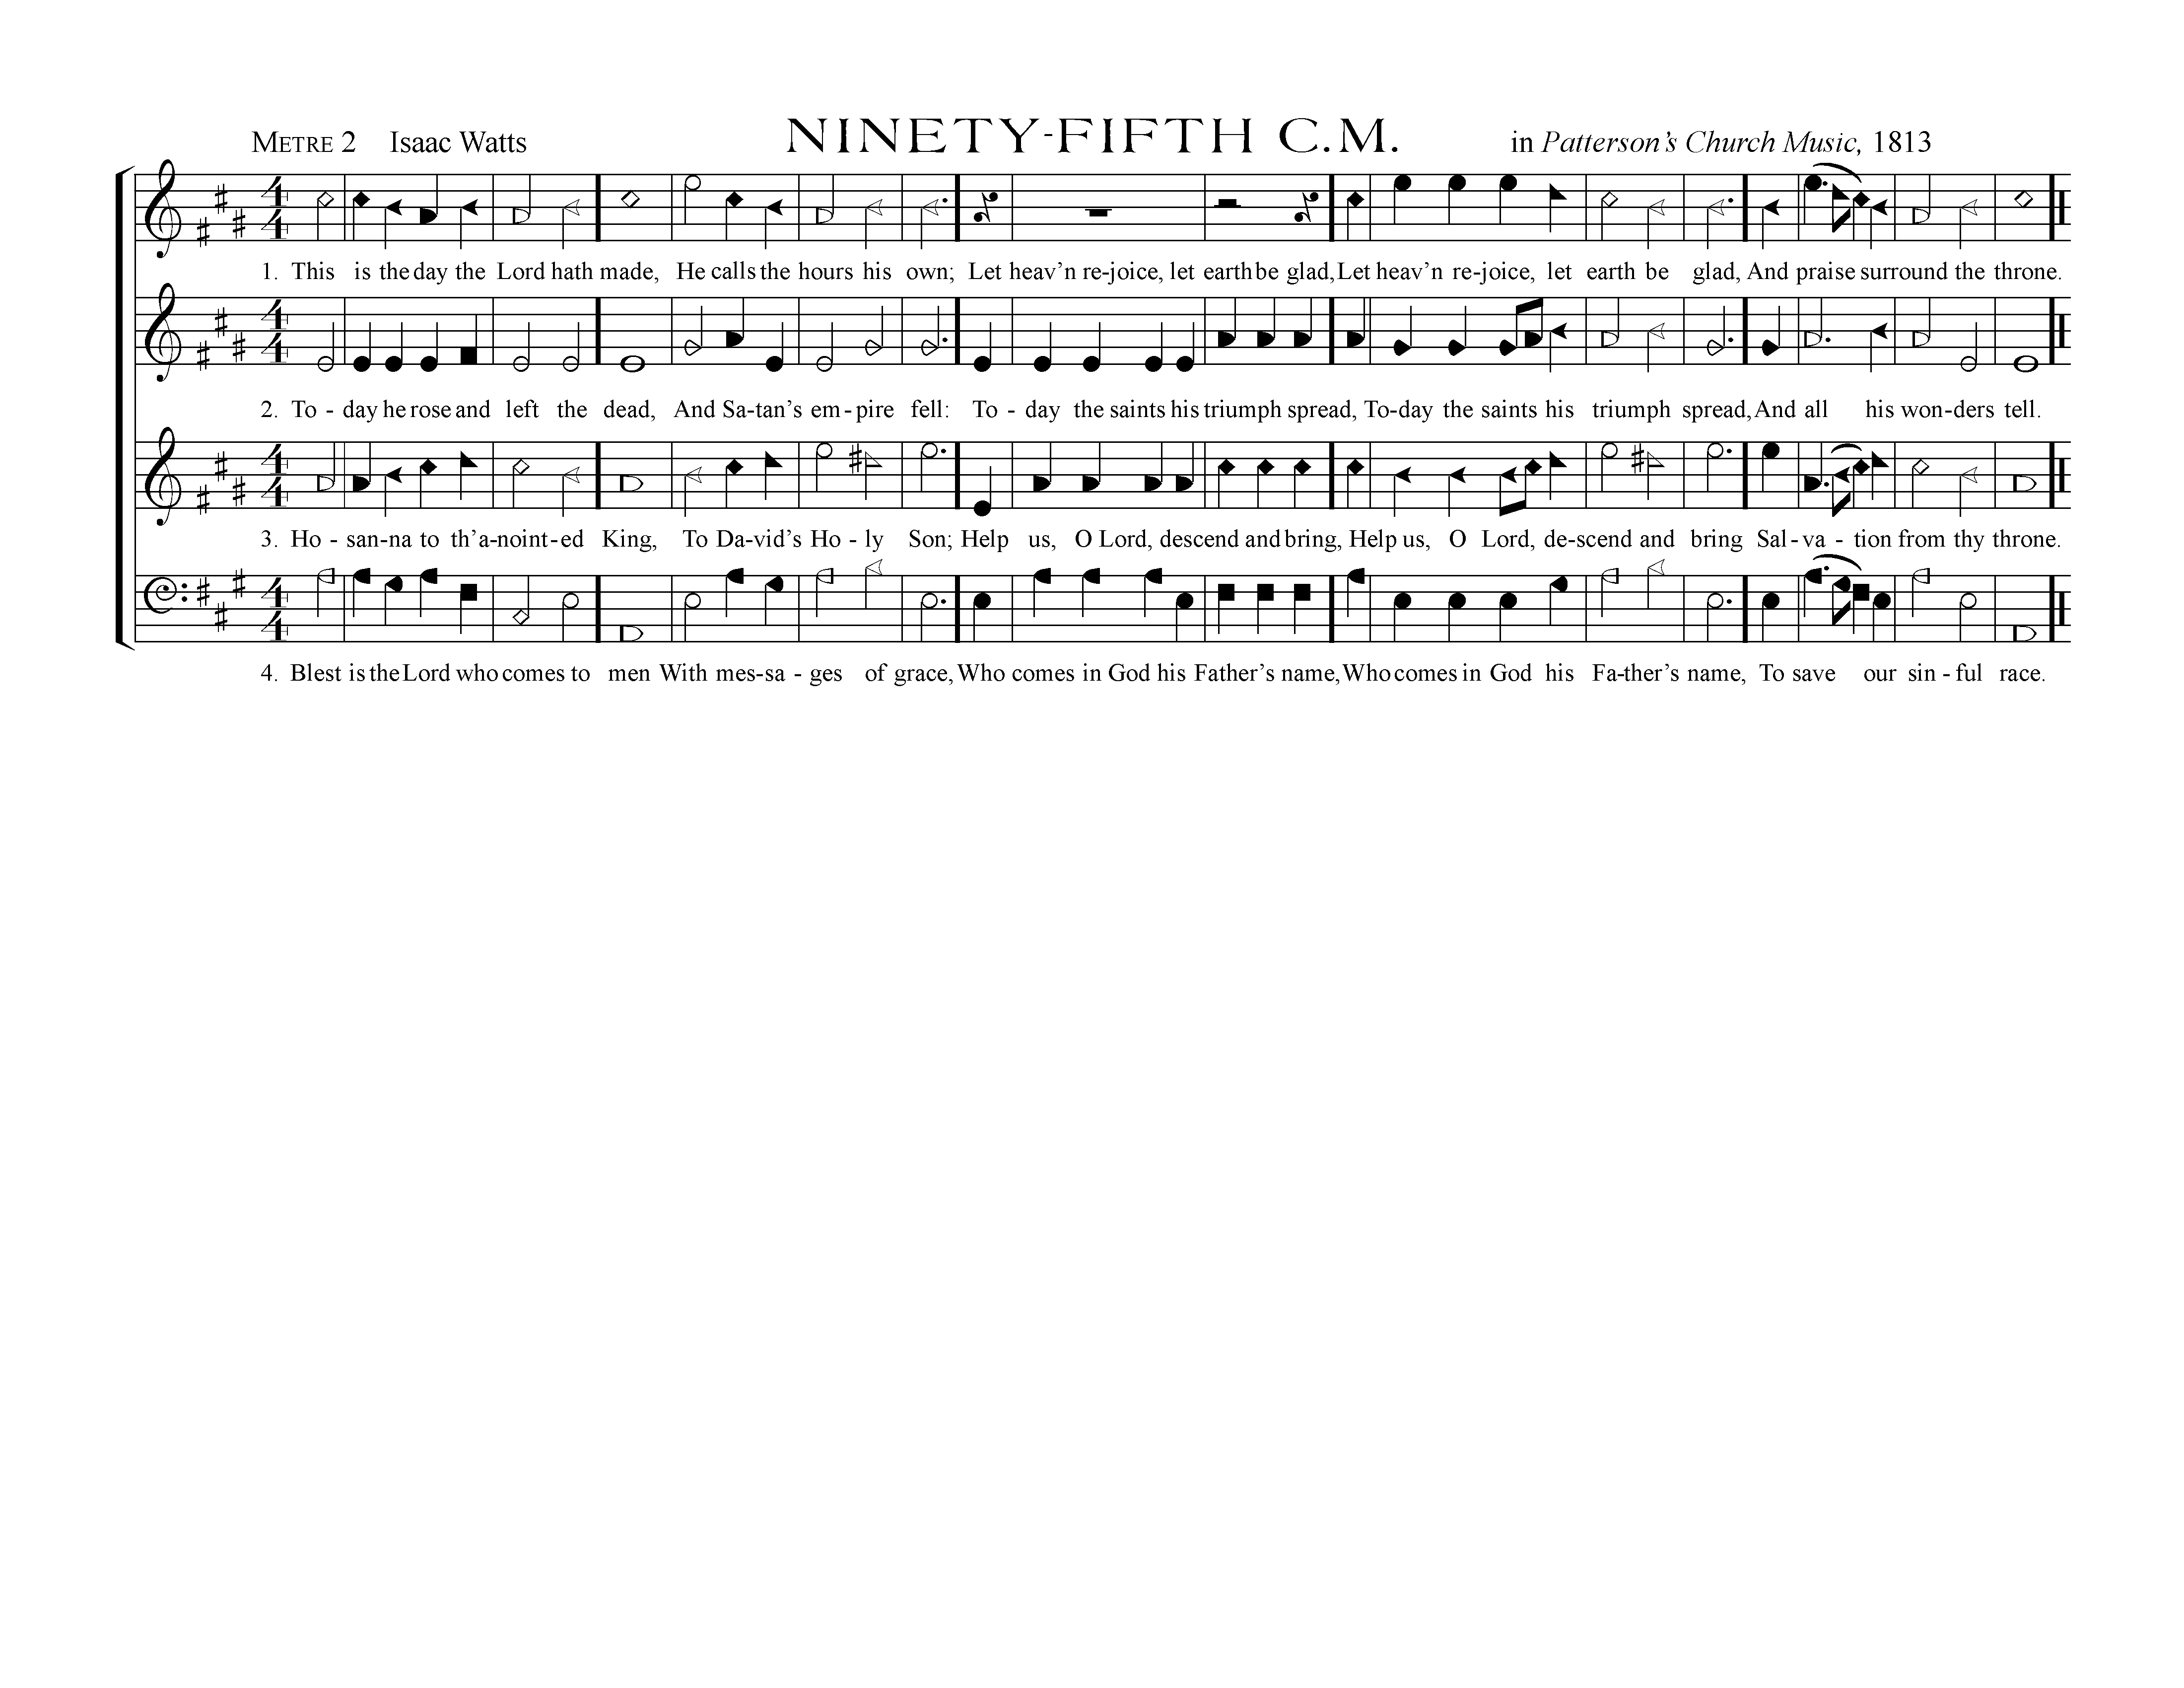 METRE 2 Isaac Watts NINETY-FIFTH C.M. in Patterson's Church Music, 1813
4 4
1. This is the day the Lord hath made, He calls the hours his own; Let heav'n re-joice, let earth be glad, Let heav'n re-joice, let earth be glad, And praise surround the throne.
4 4
2. To - day he rose and left the dead, And Sa-tan's em-pire fell: To - day the saints his triumph spread, To-day the saints his triumph spread, And all his won-ders tell.
4 4
3. Ho - san-na to th'a-noint-ed King, To Da-vid's Ho - ly Son; Help us, O Lord, descend and bring, Help us, O Lord, de-scend and bring Sal-va - tion from thy throne.
4 4
4. Blest is the Lord who comes to men With mes-sa - ges of grace, Who comes in God his Father's name, Who comes in God his Fa-ther's name, To save our sin - ful race.